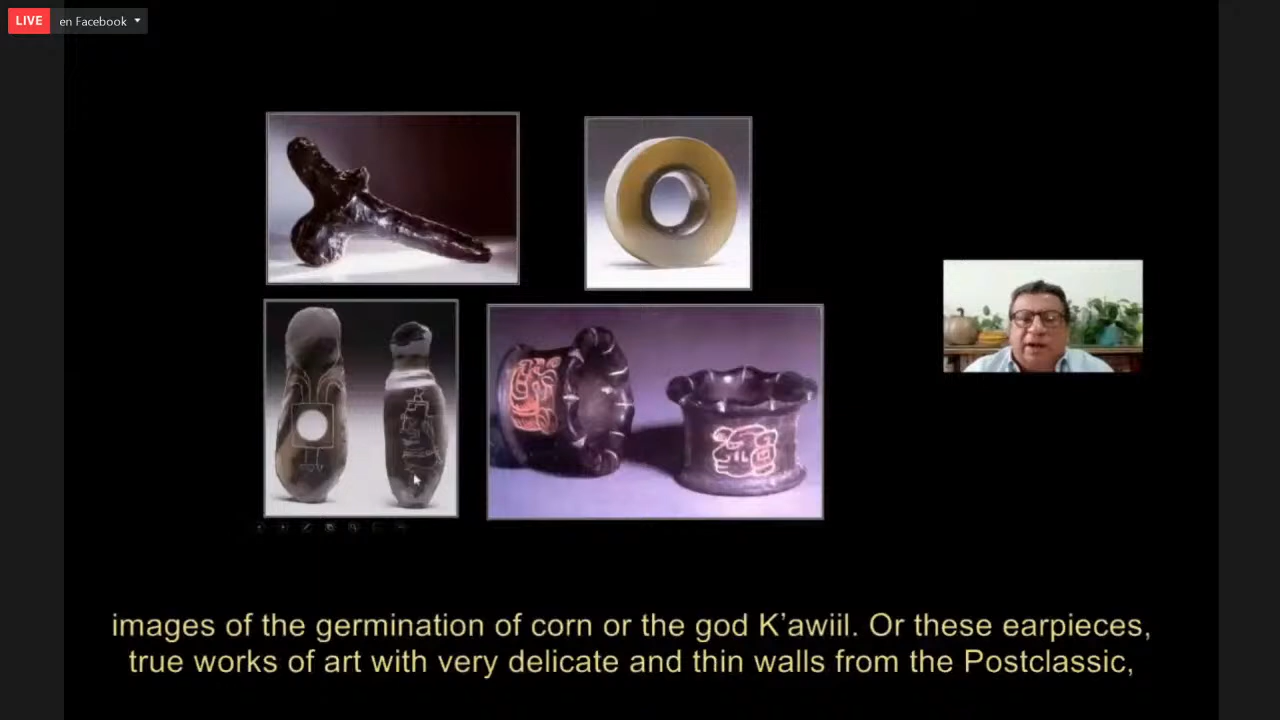 LIVE en Facebook
images of the germination of corn or the god K’awiil. Or these earpieces,
true works of art with very delicate and thin walls from the Postclassic,